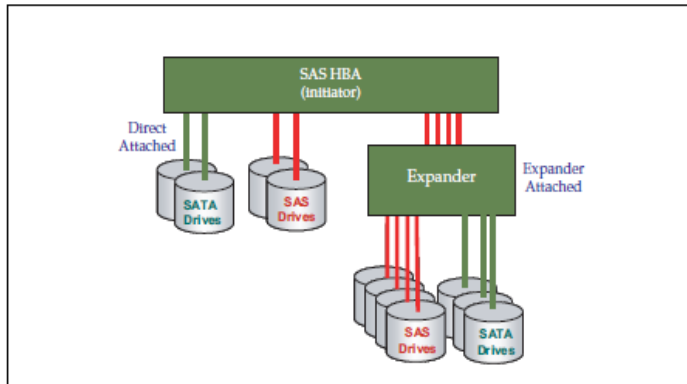 SAS HBA
(initiator)
Direct
Attached
Expander
Expander
Attached
SATA
Drives
SAS
Drives
SAS
Drives
SATA
Drives